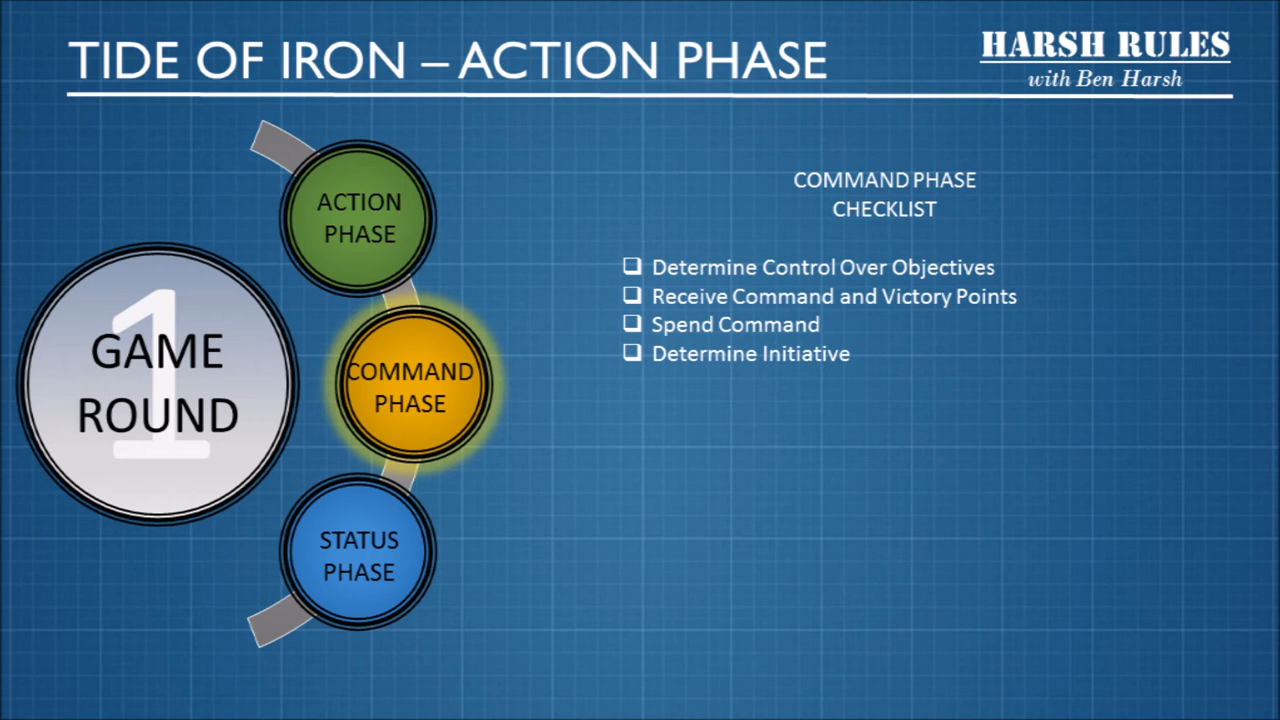 TIDE OF IRON – ACTION PHASE
HARSH RULES
with Ben Harsh
ACTION
PHASE
COMMAND PHASE
CHECKLIST
❑ Determine Control Over Objectives
❑ Receive Command and Victory Points
❑ Spend Command
❑ Determine Initiative
1
GAME
ROUND
COMMAND
PHASE
STATUS
PHASE